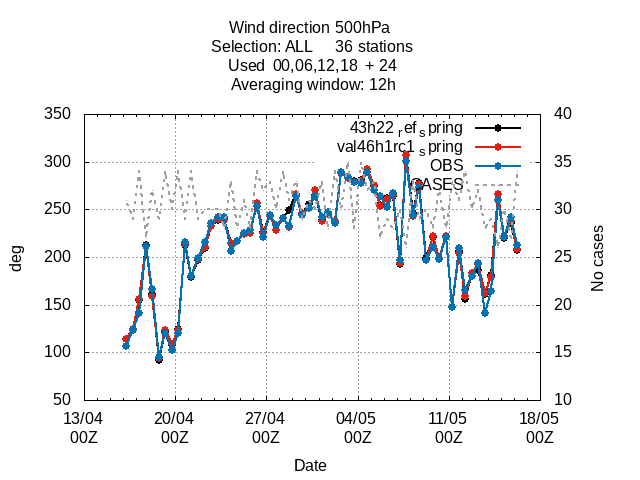 Wind direction 500hPa
Selection: ALL 36 stations
Used 00,06,12,18 + 24
Averaging window: 12h
350 40
43h22 ref spring
val46h1rc1 spring
OBS
CASES
300 35
250 30
200 25
150 20
100 15
50 10
deg
No cases
13/04 20/04 27/04 04/05 11/05 18/05
00Z 00Z 00Z 00Z 00Z 00Z
Date